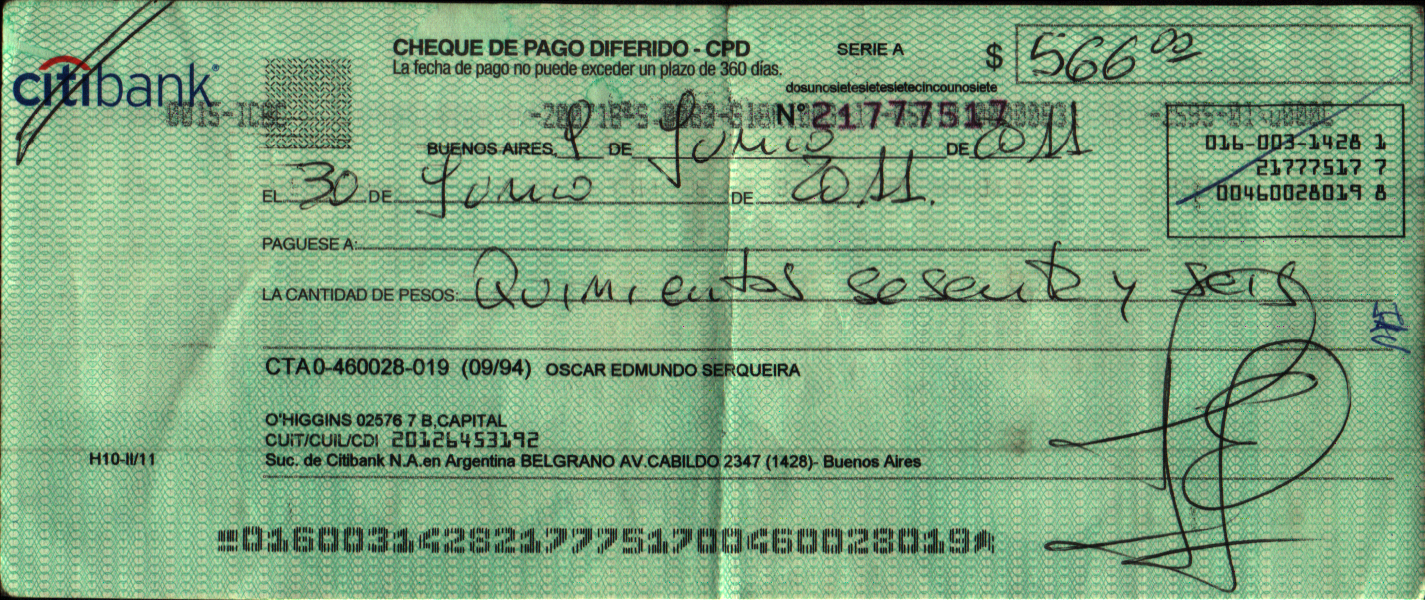 citibank
CHEQUE DE PAGO DIFERIDO - CPD
La fecha de pago no puede exceder un plazo de 360 días.
SERIE A
$ 566 00
dosunosietesietesietecincounosiete
Nº 21777517
BUENOS AIRES, 9 DE Junio DE 2011
EL 30 DE Junio DE 2011.
016-003-1428 1
21777517 7
00460028019 8
PAGUESE A:
LA CANTIDAD DE PESOS: Quinientos sesenta y seis
CTA 0-460028-019 (09/94) OSCAR EDMUNDO SERQUEIRA
O'HIGGINS 02576 7 B,CAPITAL
CUIT/CUIL/CDI 20126453192
H10-II/11
Suc. de Citibank N.A.en Argentina BELGRANO AV.CABILDO 2347 (1428)- Buenos Aires
01600314282177751700460028019